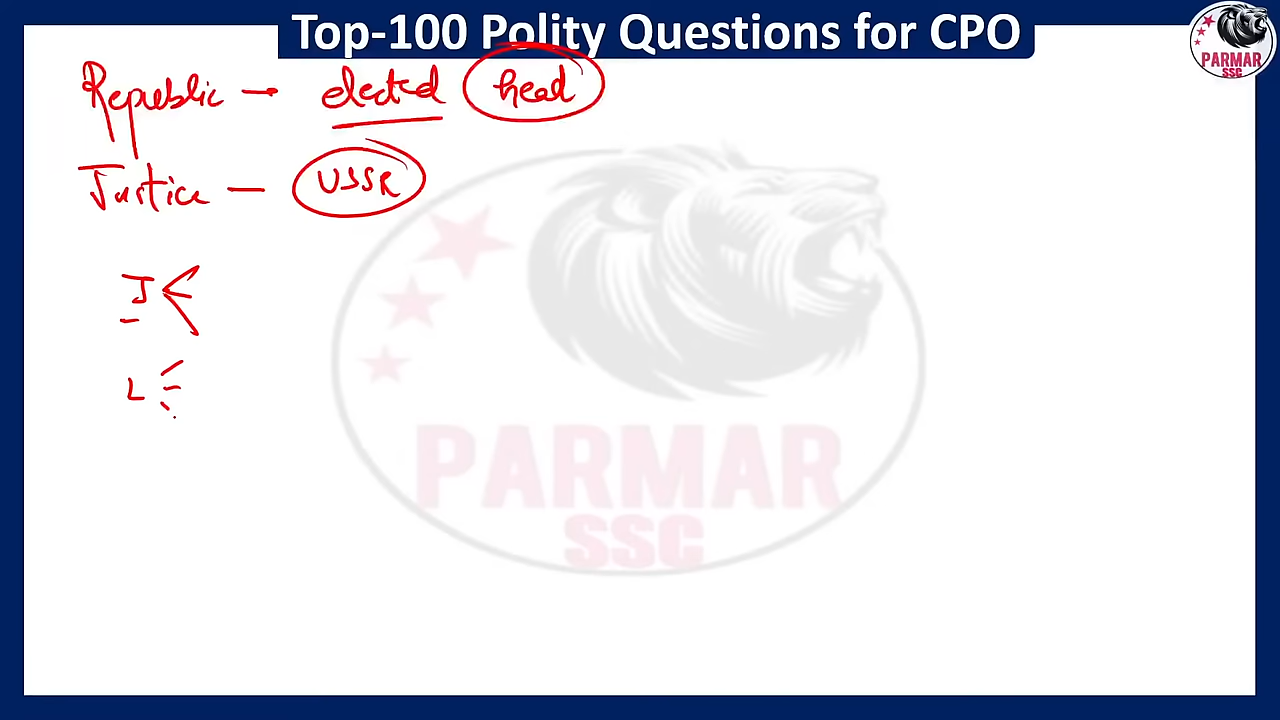 Top-100 Polity Questions for CPO
PARMAR
SSC
Republic - elected head
Justice - USSR
J
L
PARMAR
SSC